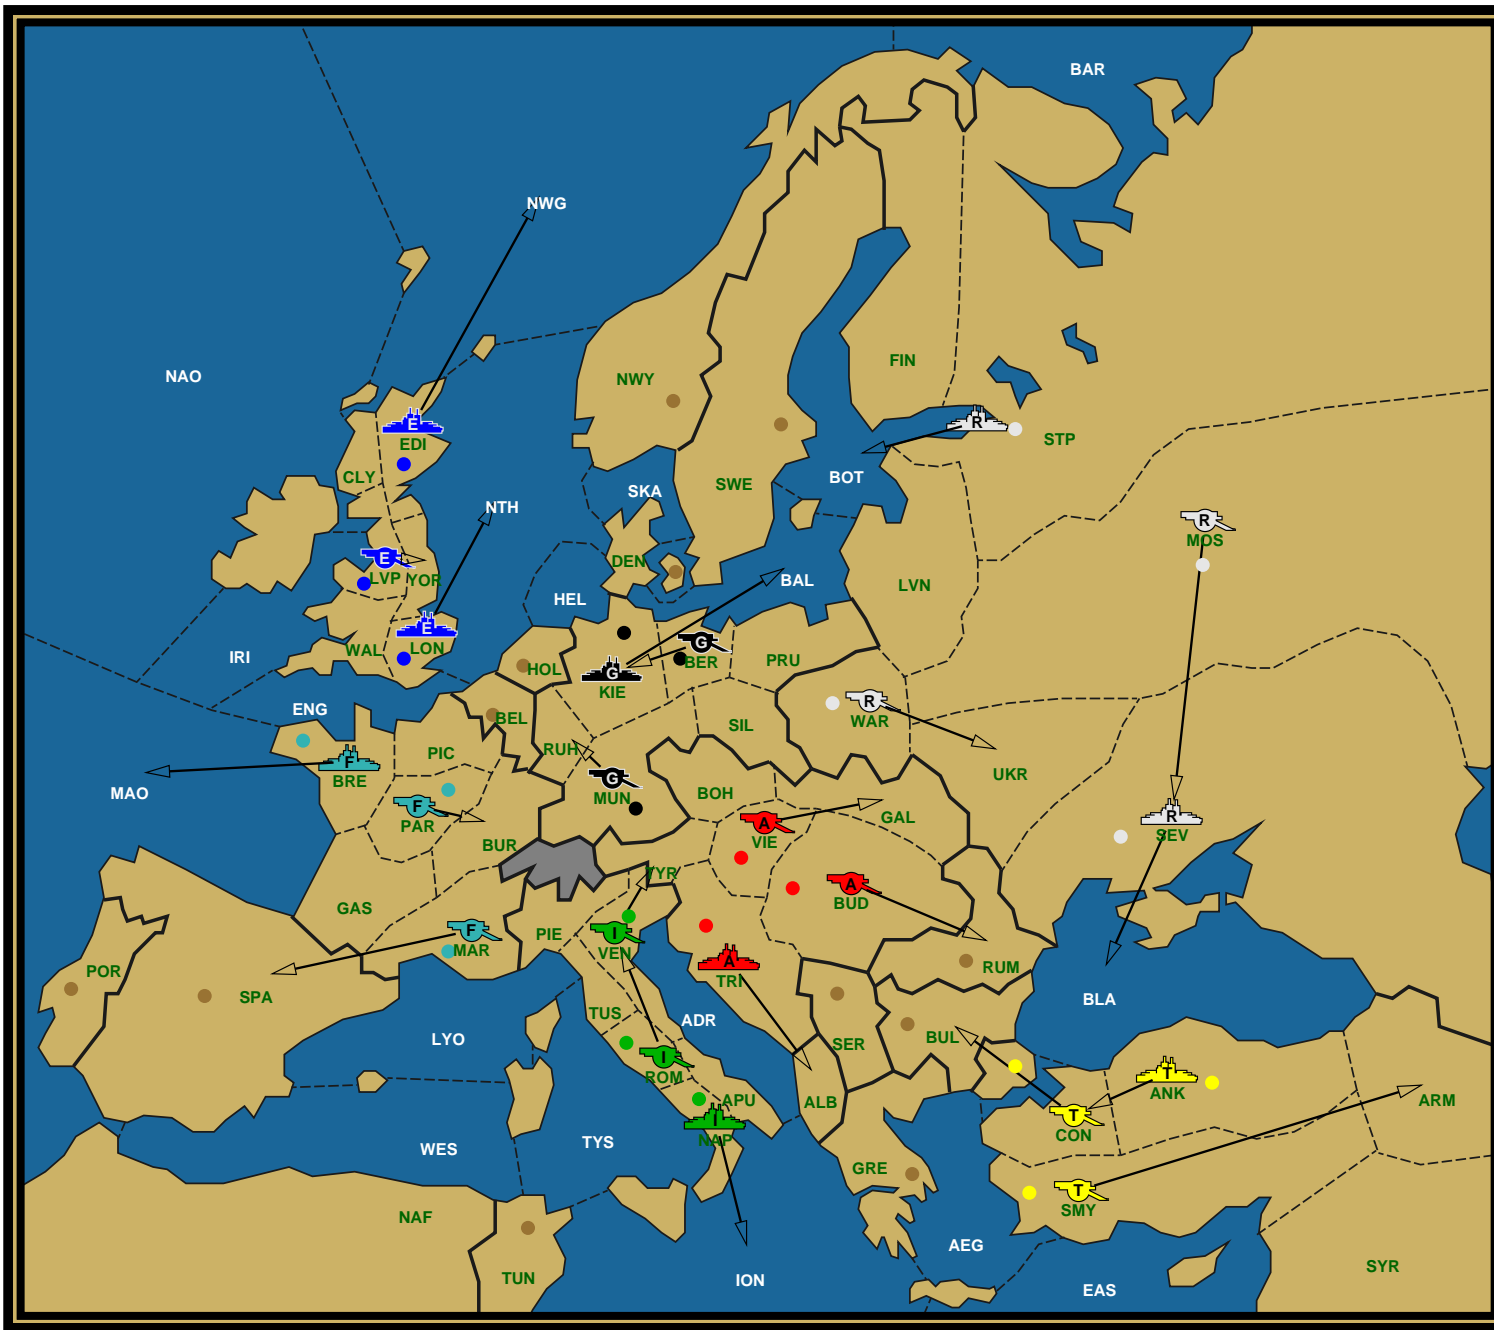 BAR
NWG
NAO
FIN
NWY
R
E
EDI
STP
CLY
BOT
SWE
SKA
NTH
R
MOS
E
LVP
YOR
DEN
BAL
LVN
HEL
E
LON
WAL
IRI
G
BER
PRU
HOL
G
KIE
R
WAR
ENG
BEL
SIL
PIC
RUH
F
BRE
UKR
G
MUN
MAO
BOH
F
PAR
A
VIE
GAL
R
SEV
BUR
TYR
A
BUD
GAS
F
MAR
PIE
I
VEN
A
TRI
RUM
POR
SPA
BLA
TUS
ADR
LYO
SER
BUL
I
ROM
T
ANK
APU
ALB
ARM
I
NAP
T
CON
TYS
WES
GRE
T
SMY
NAF
AEG
SYR
TUN
ION
EAS